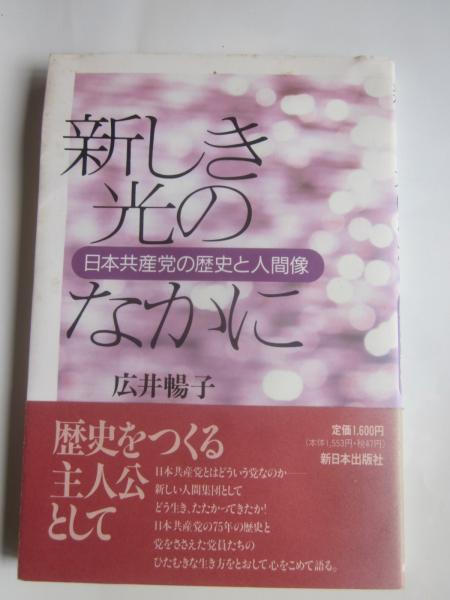 新しき
光の
日本共産党の歴史と人間像
なかに
広井暢子
歴史をつくる
主人公
として
日本共産党とはどういう党なのか——
新しい人間集団として
どう生き、たたかってきたか!
日本共産党の75年の歴史と
党をささえた党員たちの
ひたむきな生き方をとおして心をこめて語る。
定価1,600円
(本体1,553円・税47円)
新日本出版社